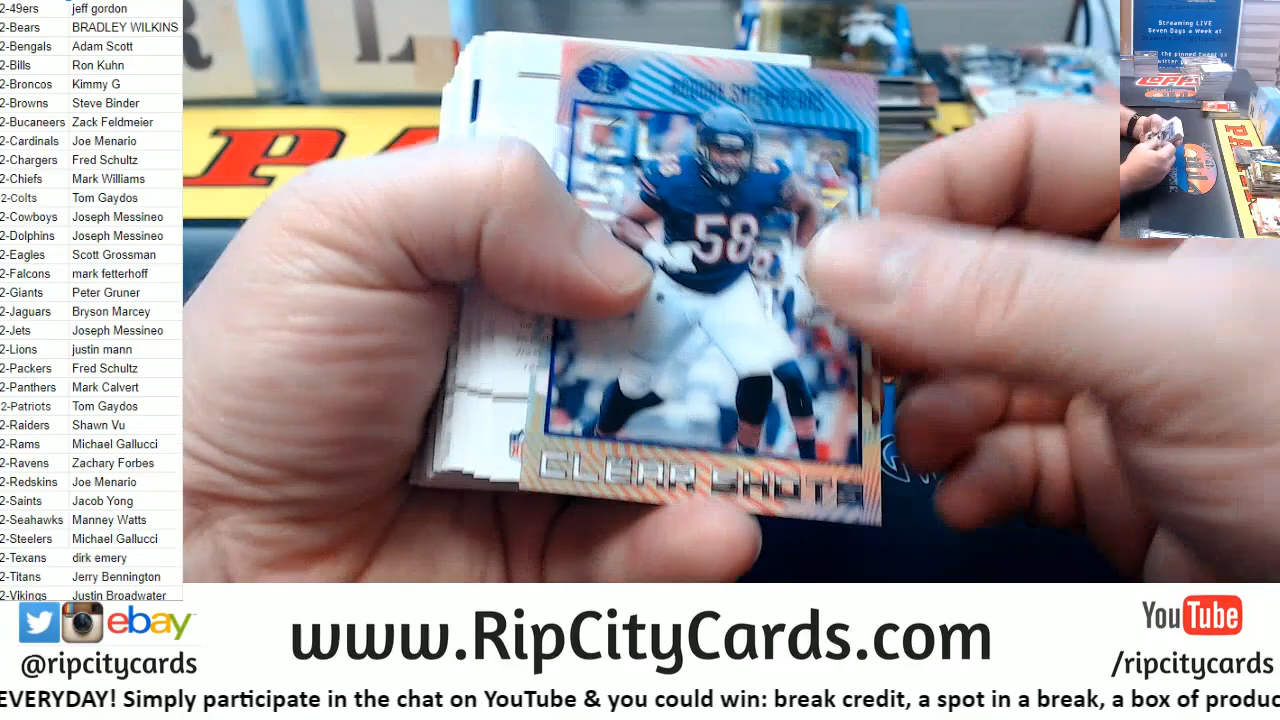 2-49ers jeff gordon
2-Bears BRADLEY WILKINS
2-Bengals Adam Scott
2-Bills Ron Kuhn
2-Broncos Kimmy G
2-Browns Steve Binder
2-Bucaneers Zack Feldmeier
2-Cardinals Joe Menario
2-Chargers Fred Schultz
2-Chiefs Mark Williams
2-Colts Tom Gaydos
2-Cowboys Joseph Messineo
2-Dolphins Joseph Messineo
2-Eagles Scott Grossman
2-Falcons mark fetterhoff
2-Giants Peter Gruner
2-Jaguars Bryson Marcey
2-Jets Joseph Messineo
2-Lions justin mann
2-Packers Fred Schultz
2-Panthers Mark Calvert
2-Patriots Tom Gaydos
2-Raiders Shawn Vu
2-Rams Michael Gallucci
2-Ravens Zachary Forbes
2-Redskins Joe Menario
2-Saints Jacob Yong
2-Seahawks Manney Watts
2-Steelers Michael Gallucci
2-Texans dirk emery
2-Titans Jerry Bennington
2-Vikings Justin Broadwater
58
CLEAR SHOTS
Streaming LIVE
Seven Days a Week at
the pinned tweet on
TOPPS
ebay
@ripcitycards
www.RipCityCards.com
YouTube
/ripcitycards
EVERYDAY! Simply participate in the chat on YouTube & you could win: break credit, a spot in a break, a box of produc